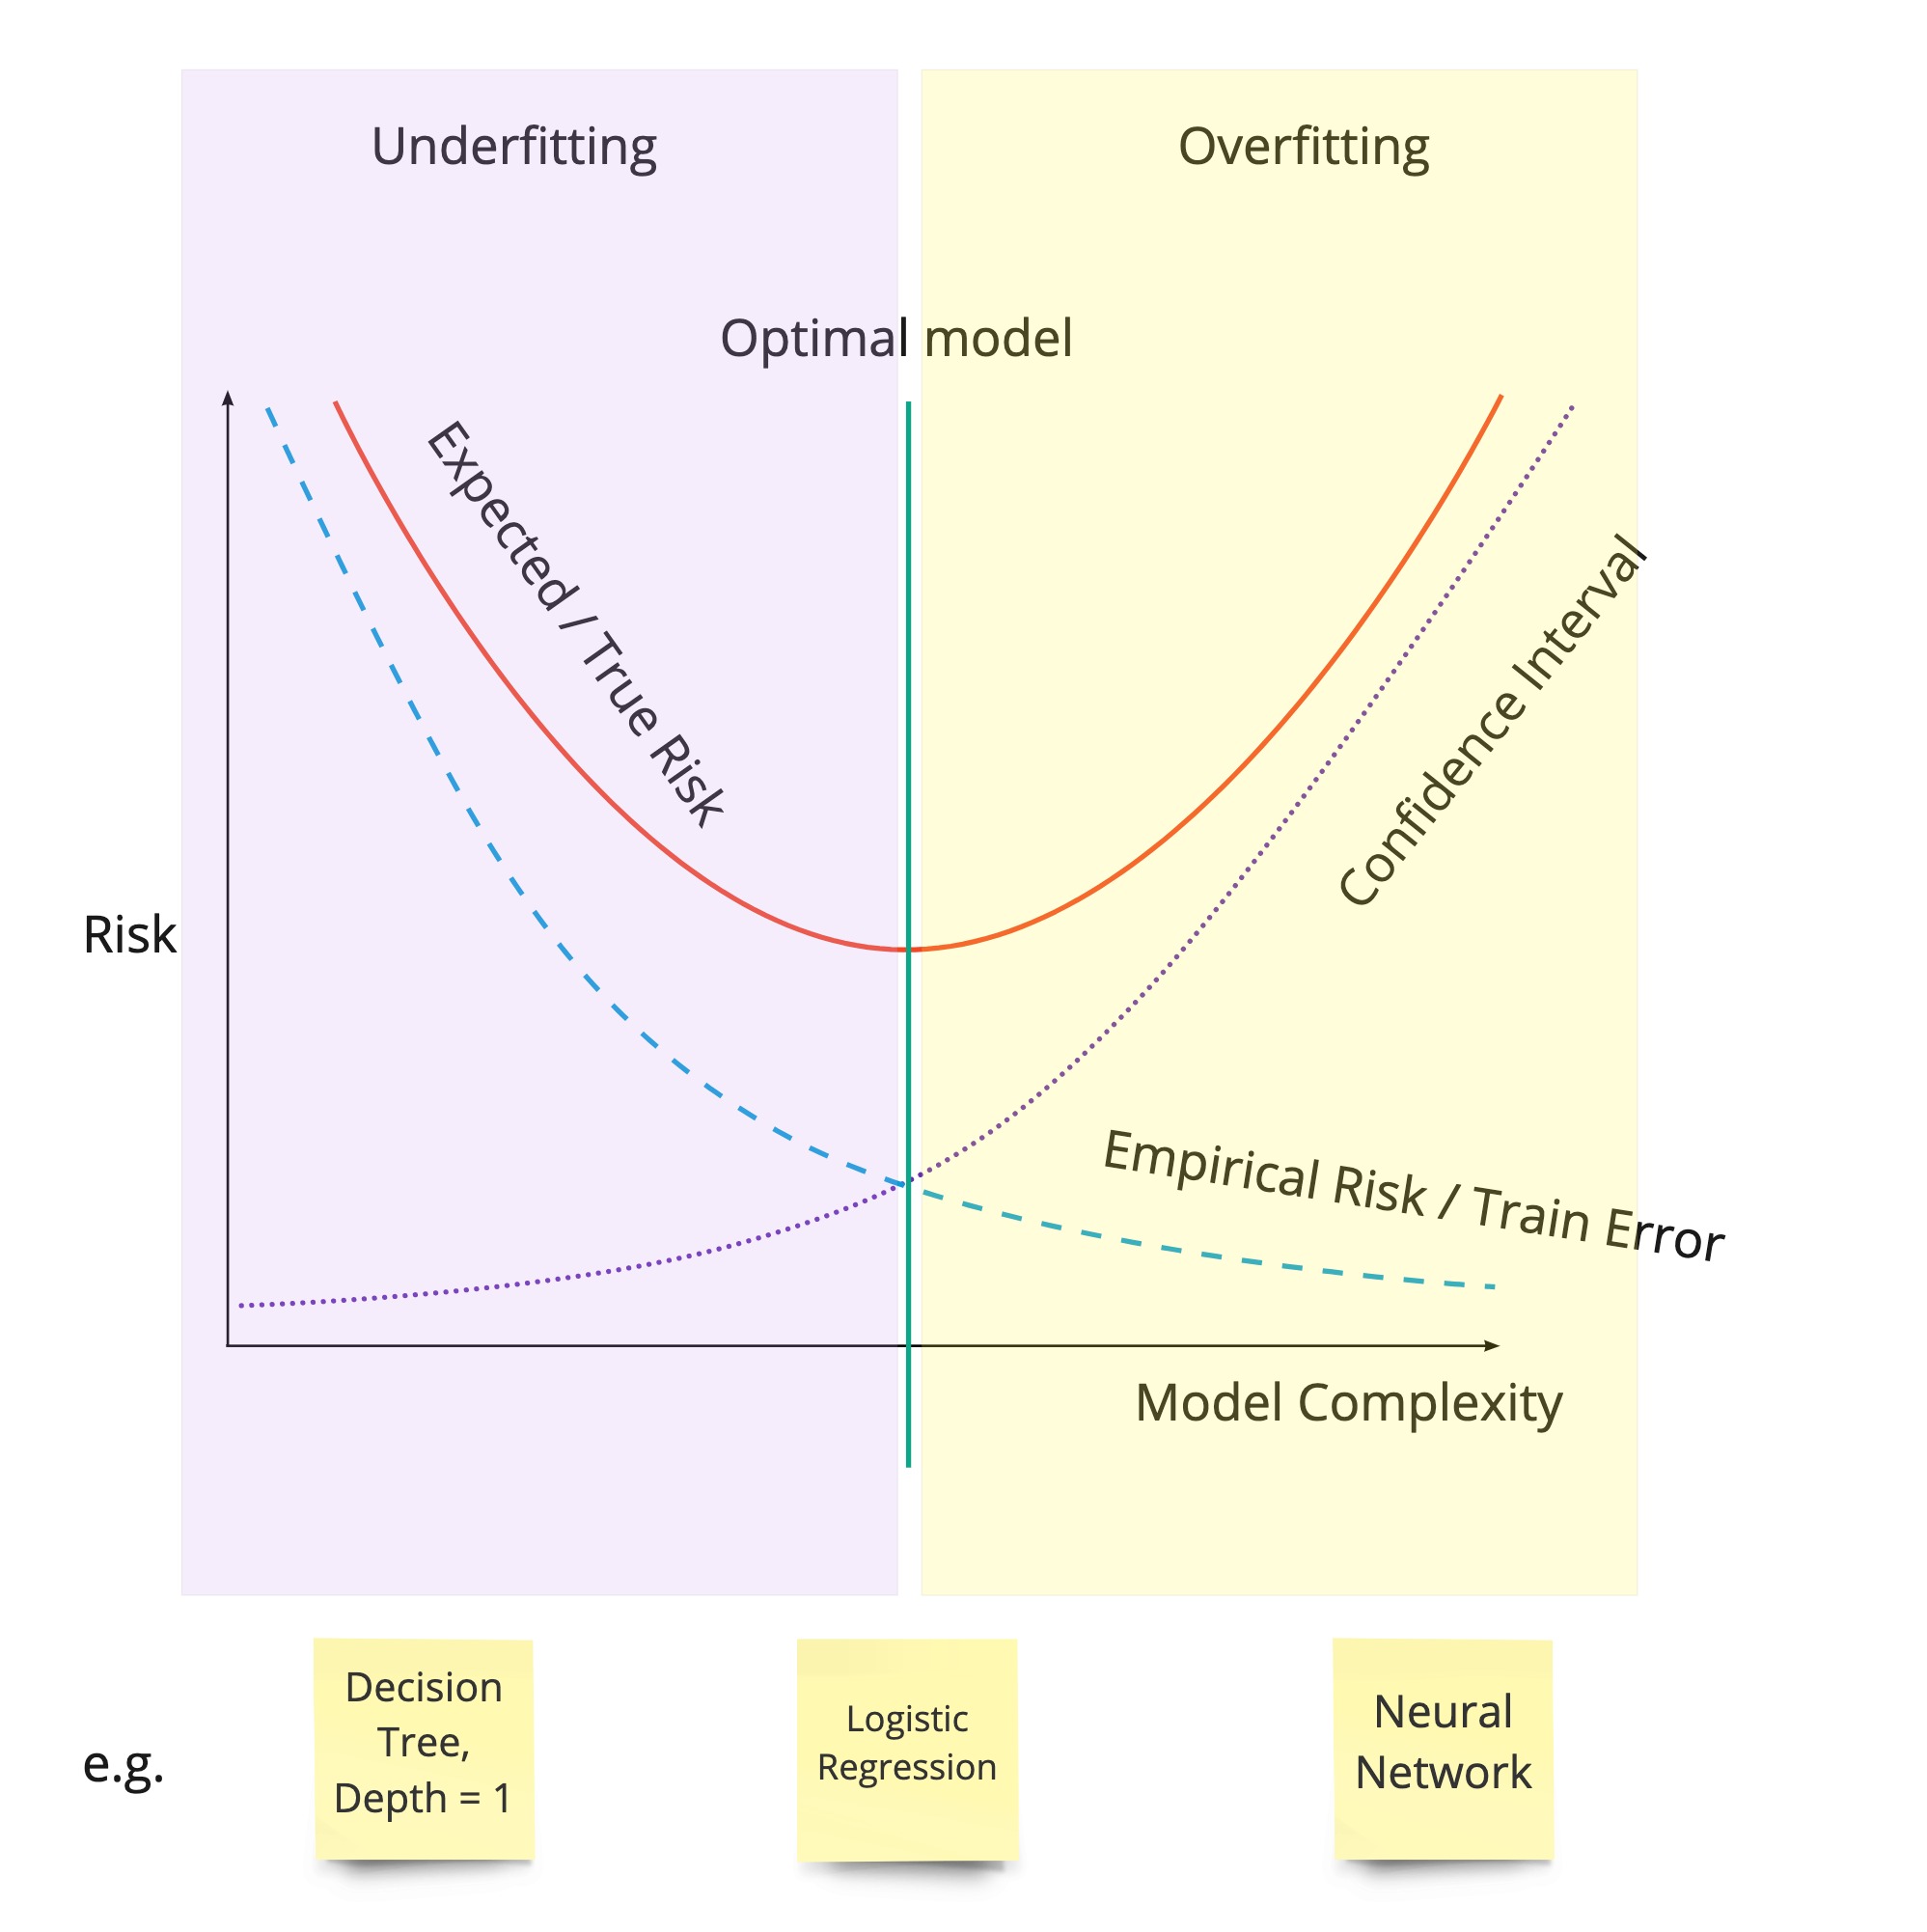 Underfitting
Overfitting
Optimal model
Expected / True Risk
Confidence Interval
Risk
Empirical Risk / Train Error
Model Complexity
e.g.
Decision
Tree,
Depth = 1
Logistic
Regression
Neural
Network